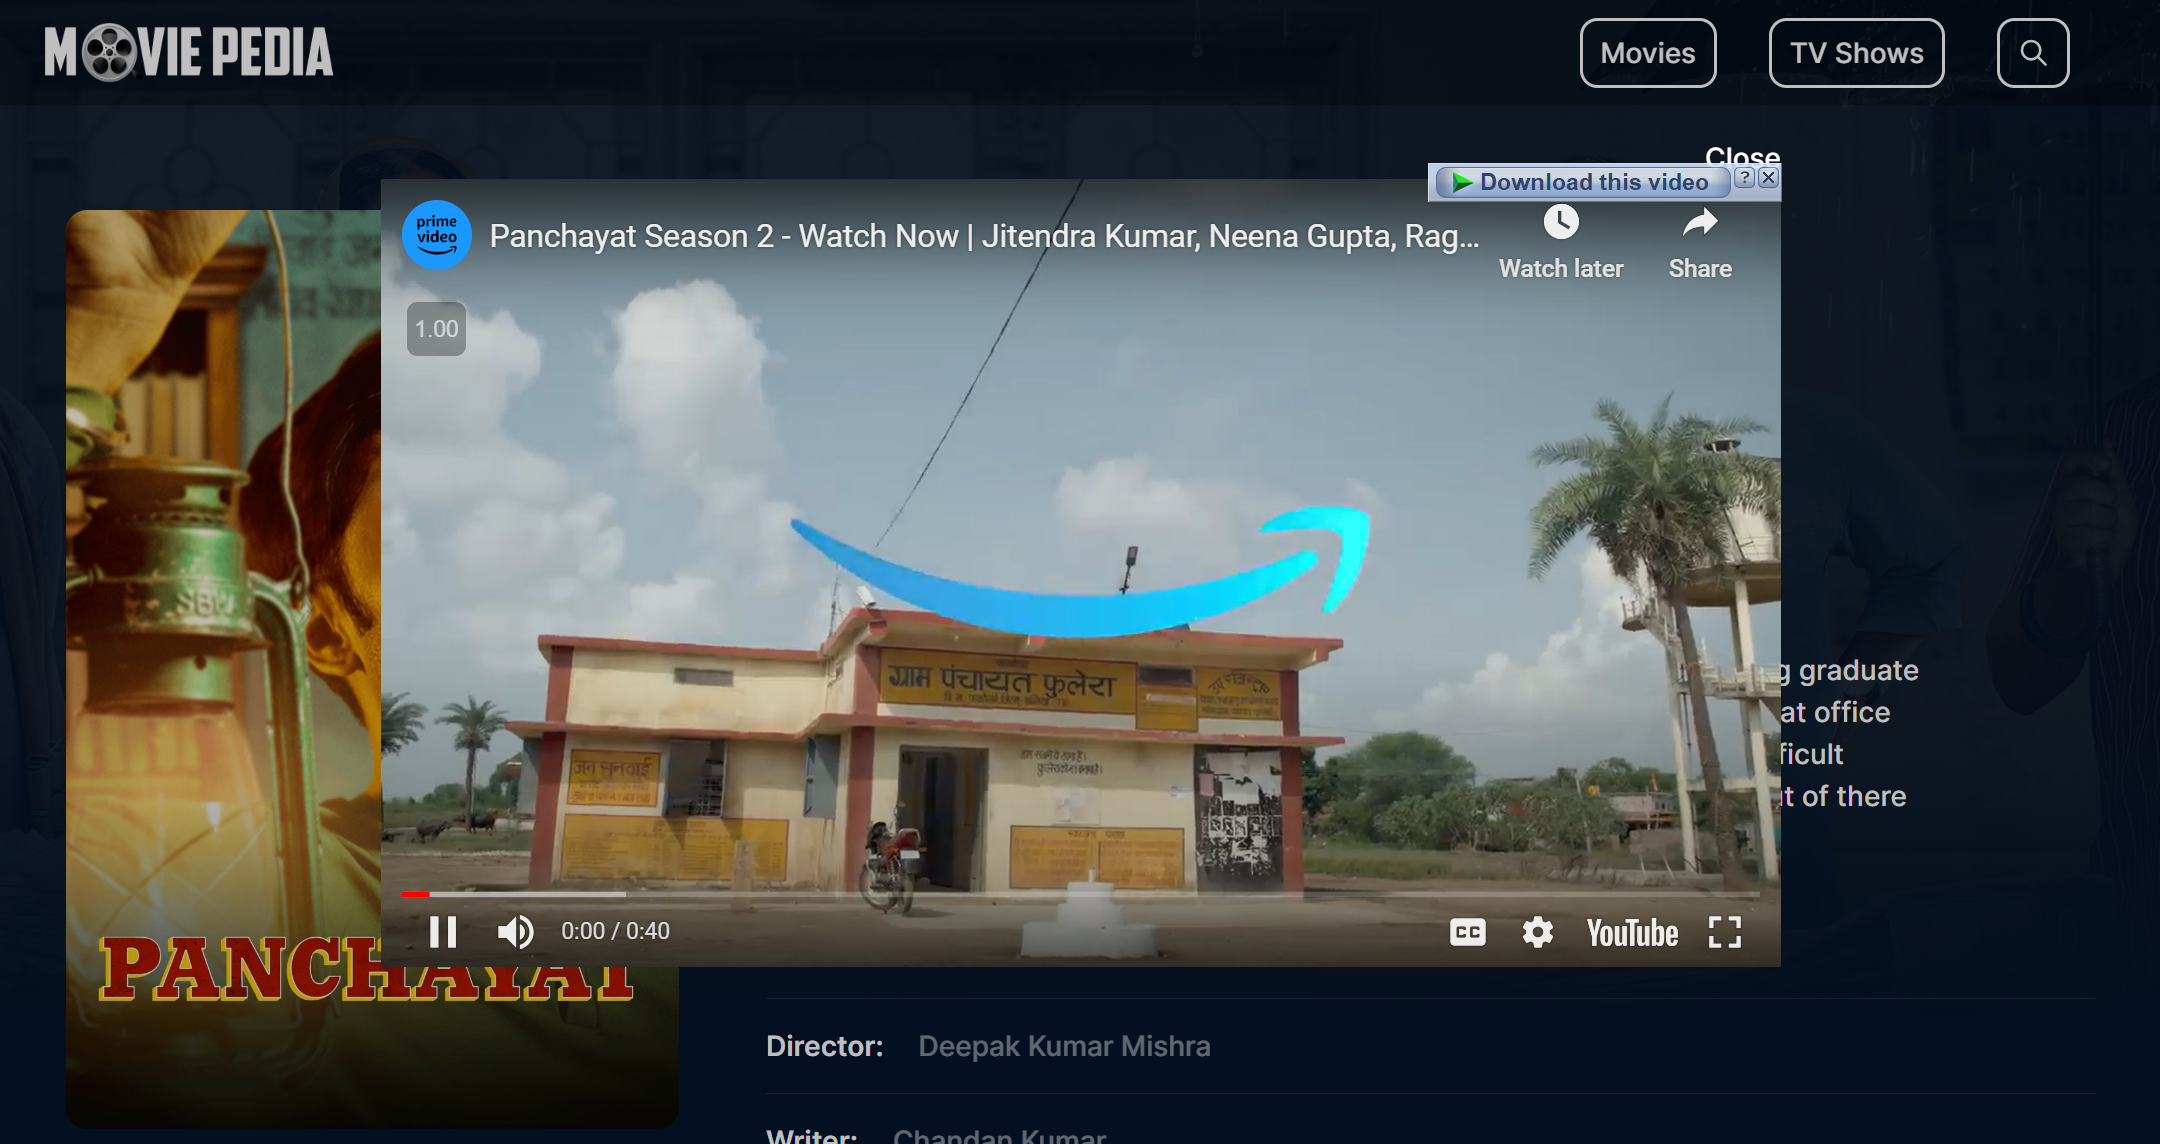 MOVIE PEDIA
Movies
TV Shows
Close
Download this video
?
prime video
Panchayat Season 2 - Watch Now | Jitendra Kumar, Neena Gupta, Rag...
Watch later
Share
1.00
SBW
ग्राम पंचायत फुलेरा
जन सुनवाई
g graduate
at office
ficult
t of there
0:00 / 0:40
CC
YouTube
PANCHAYAT
Director: Deepak Kumar Mishra
Writer: Chandan Kumar